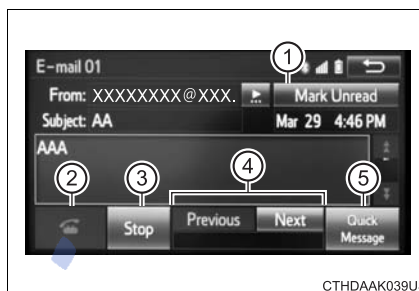 1
E-mail 01
From: XXXXXXXX@XXX. Mark Unread
Subject: AA Mar 29 4:46 PM
AAA
2 3 4 5
Stop Previous Next Quick Message
CTHDAAK039U